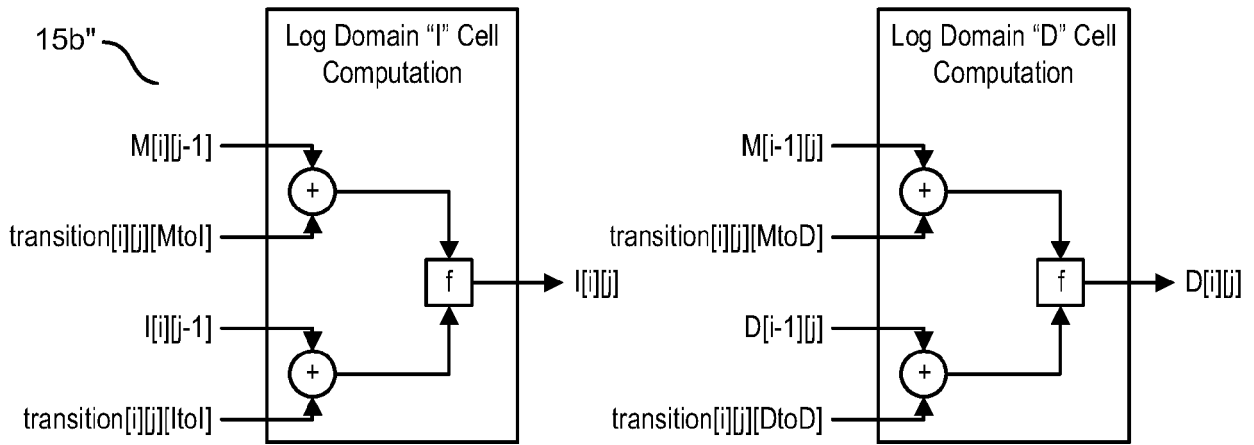 15b"
Log Domain “I” Cell
Computation
M[i][j-1]
+
transition[i][j][MtoI]
f
I[i][j]
I[i][j-1]
+
transition[i][j][ItoI]
Log Domain “D” Cell
Computation
M[i-1][j]
+
transition[i][j][MtoD]
f
D[i][j]
D[i-1][j]
+
transition[i][j][DtoD]